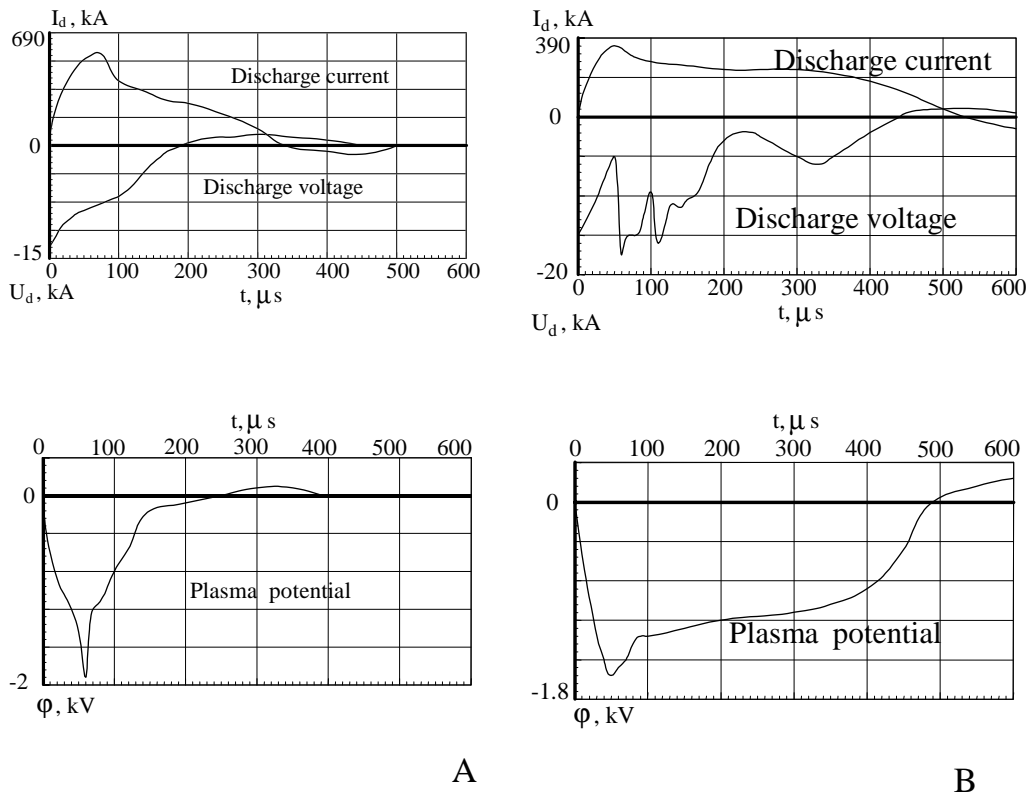 I_d , kA
690
Discharge current
0
Discharge voltage
-15
0 100 200 300 400 500 600
U_d , kA
t, μ s
I_d , kA
390
Discharge current
0
Discharge voltage
-20
0 100 200 300 400 500 600
t, μ s
U_d , kA
t, μ s
0 100 200 300 400 500 600
0
Plasma potential
-2
φ , kV
A
t, μ s
0 100 200 300 400 500 600
0
Plasma potential
-1.8
φ , kV
B